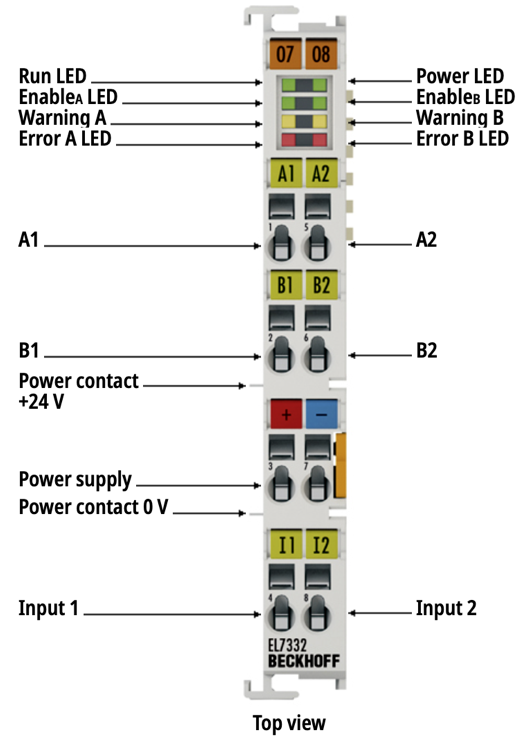 07 08
Run LED
Power LED
EnableA LED
EnableB LED
Warning A
Warning B
Error A LED
Error B LED
A1 A2
1 5
A1
A2
B1 B2
2 6
B1
B2
Power contact
+24 V
+ −
3 7
Power supply
Power contact 0 V
I1 I2
4 8
Input 1
Input 2
EL7332
BECKHOFF
Top view